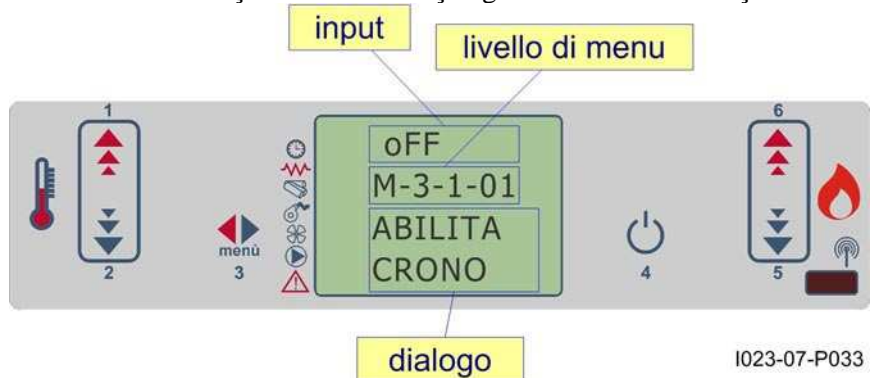 input
livello di menu
1
6
oFF
M-3-1-01
ABILITA
CRONO
menù
2
3
4
5
dialogo
I023-07-P033